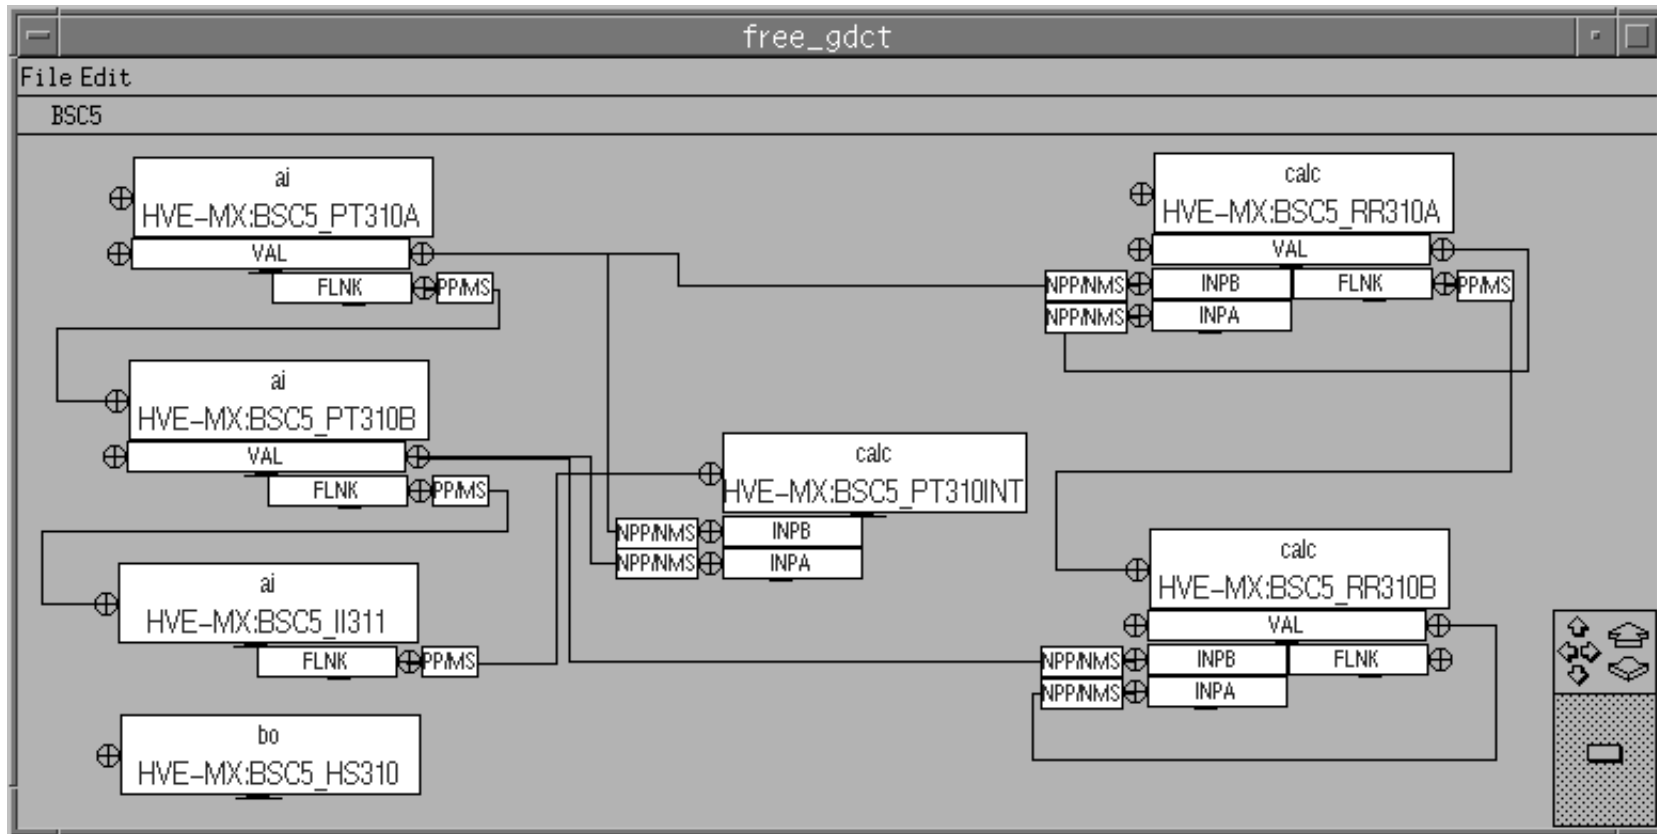 free_gdct
File Edit
BSC5
ai
HVE-MX:BSC5_PT310A
VAL
FLNK PP/MS
ai
HVE-MX:BSC5_PT310B
VAL
FLNK PP/MS
ai
HVE-MX:BSC5_II311
FLNK PP/MS
bo
HVE-MX:BSC5_HS310
calc
HVE-MX:BSC5_PT310INT
NPP/NMS INPB
NPP/NMS INPA
calc
HVE-MX:BSC5_RR310A
VAL
NPP/NMS INPB FLNK PP/MS
NPP/NMS INPA
calc
HVE-MX:BSC5_RR310B
VAL
NPP/NMS INPB FLNK
NPP/NMS INPA